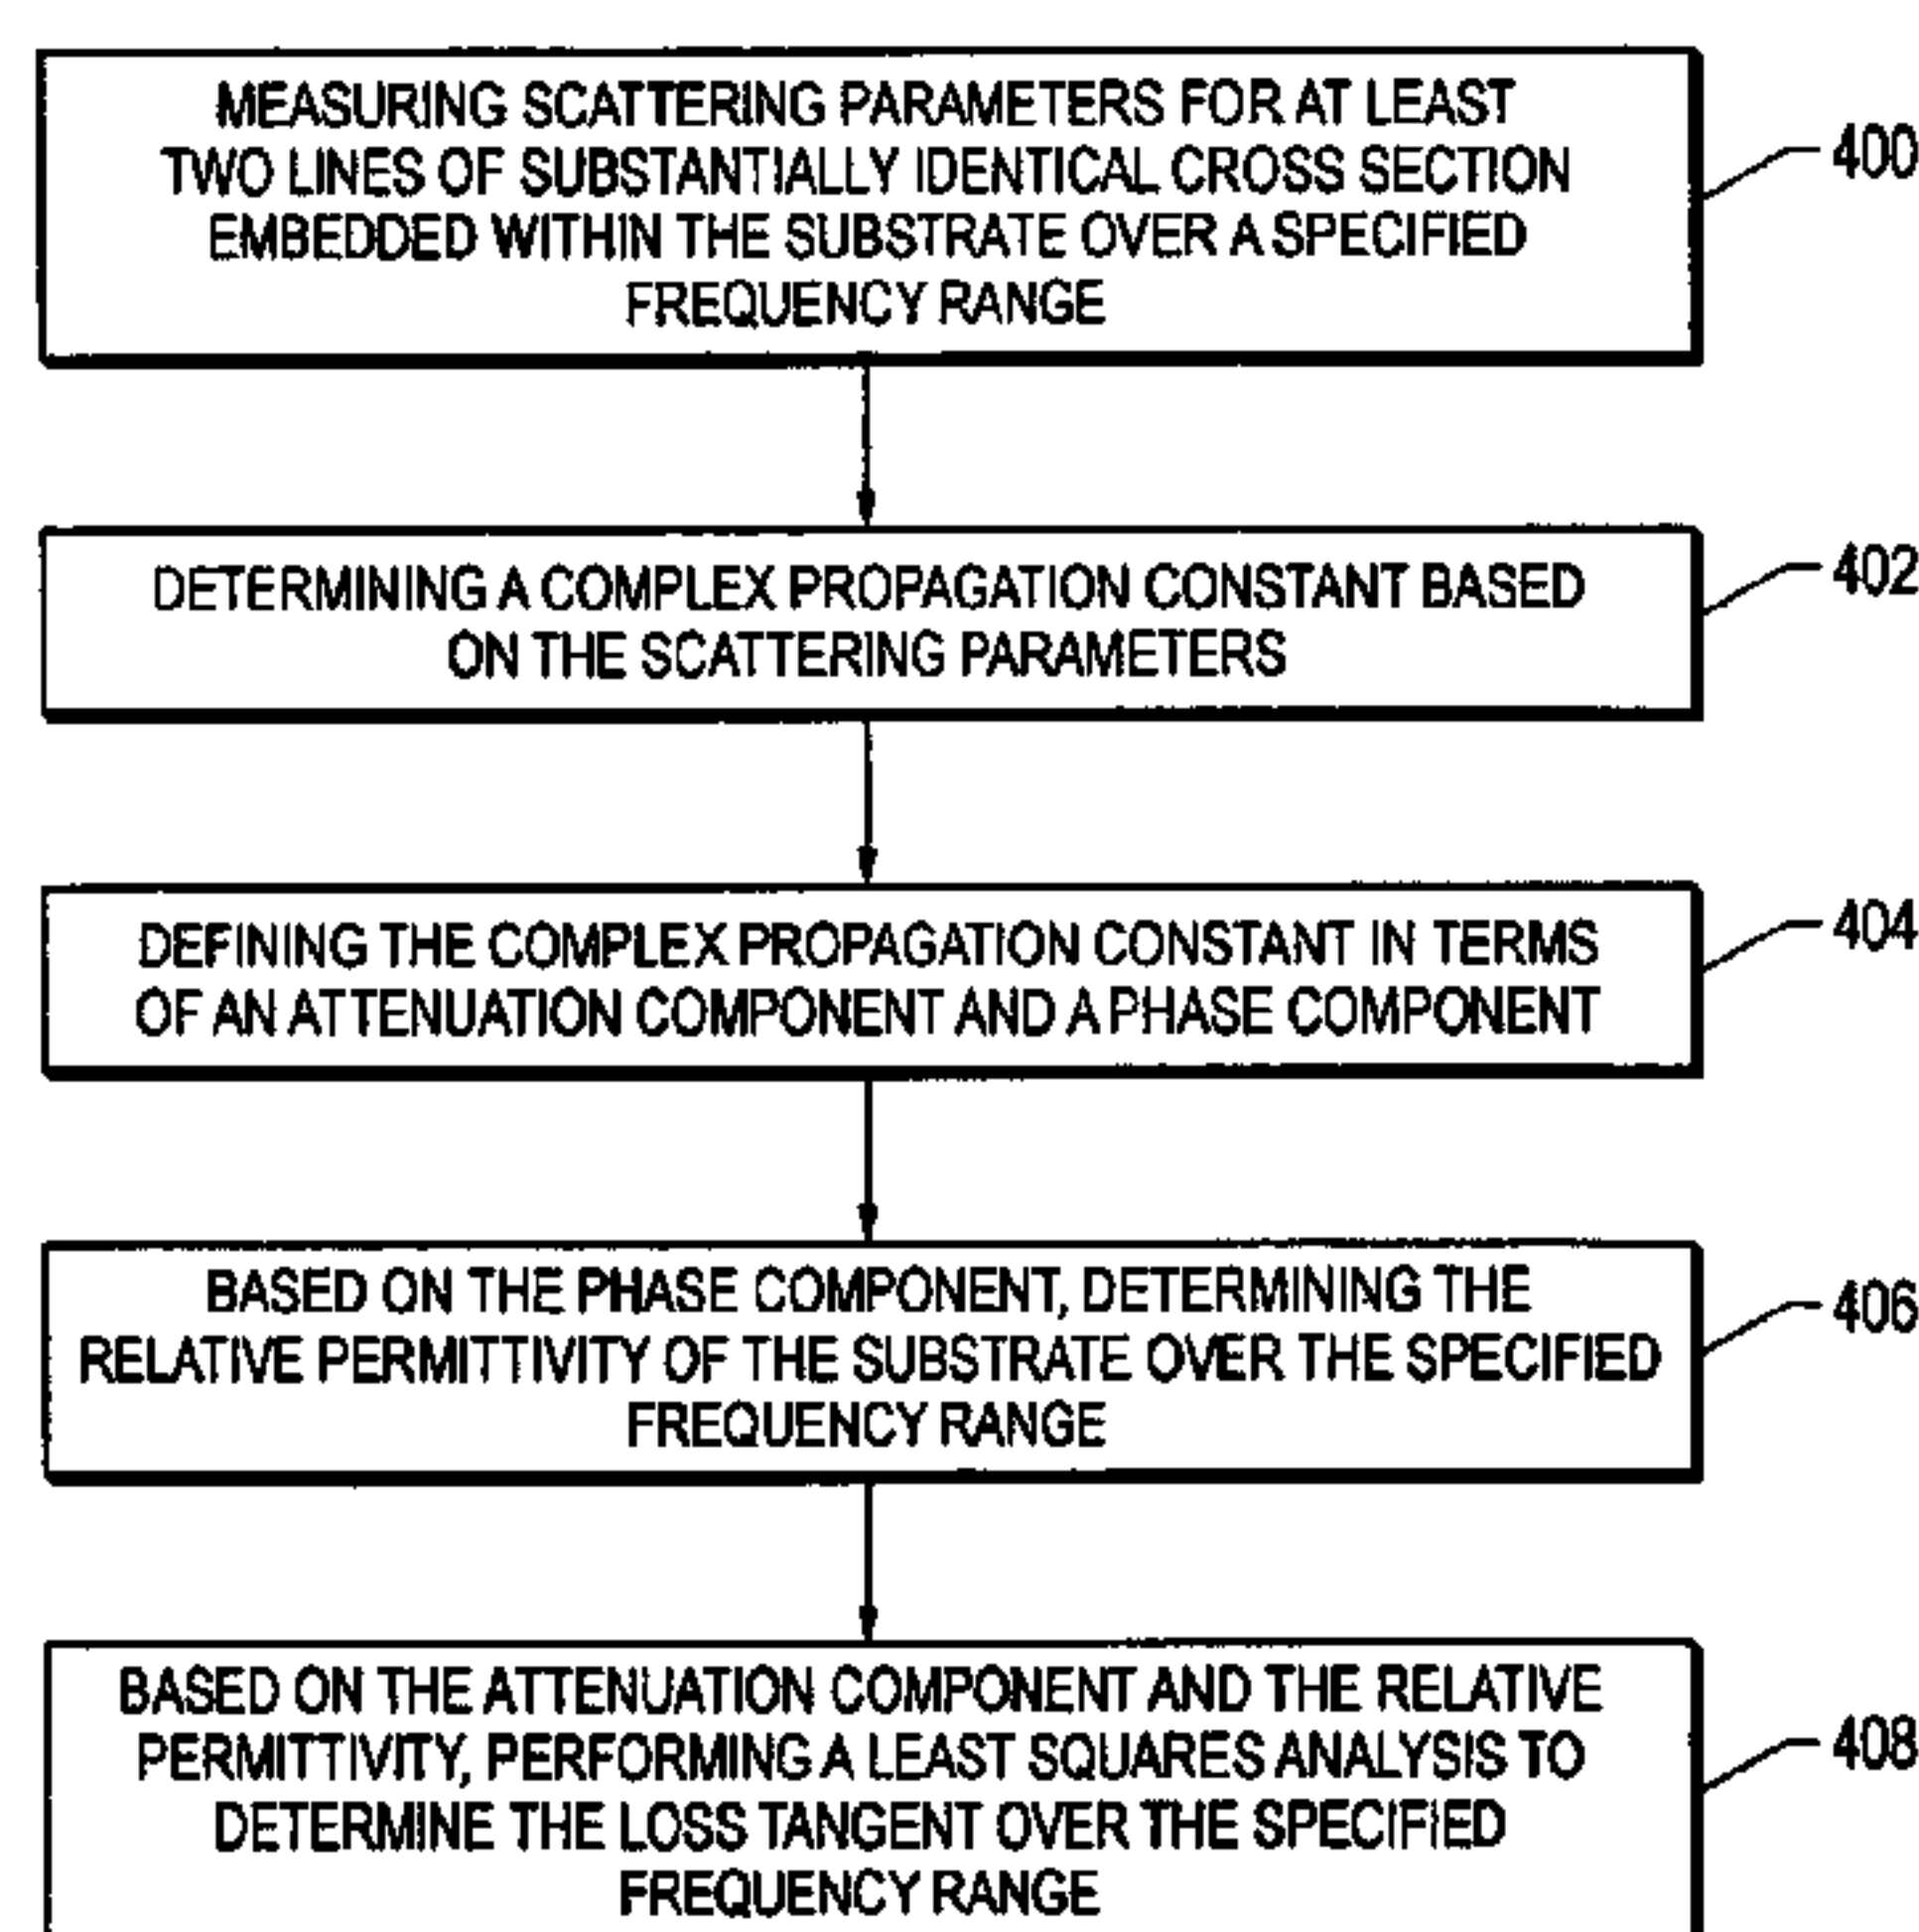 MEASURING SCATTERING PARAMETERS FOR AT LEAST
TWO LINES OF SUBSTANTIALLY IDENTICAL CROSS SECTION
EMBEDDED WITHIN THE SUBSTRATE OVER A SPECIFIED
FREQUENCY RANGE
400
DETERMINING A COMPLEX PROPAGATION CONSTANT BASED
ON THE SCATTERING PARAMETERS
402
DEFINING THE COMPLEX PROPAGATION CONSTANT IN TERMS
OF AN ATTENUATION COMPONENT AND A PHASE COMPONENT
404
BASED ON THE PHASE COMPONENT, DETERMINING THE
RELATIVE PERMITTIVITY OF THE SUBSTRATE OVER THE SPECIFIED
FREQUENCY RANGE
406
BASED ON THE ATTENUATION COMPONENT AND THE RELATIVE
PERMITTIVITY, PERFORMING A LEAST SQUARES ANALYSIS TO
DETERMINE THE LOSS TANGENT OVER THE SPECIFIED
FREQUENCY RANGE
408